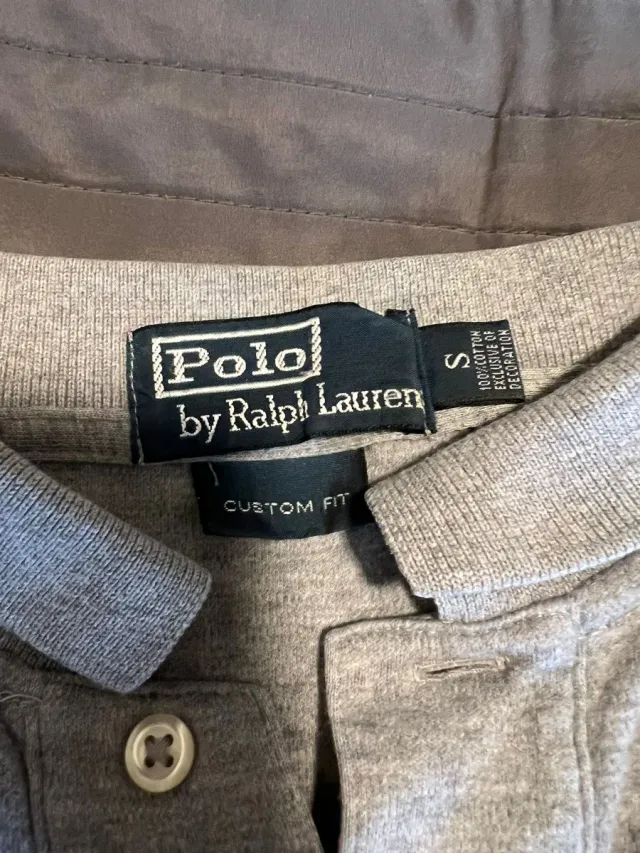 Polo
by Ralph Lauren
S
100% COTTON
EXCLUSIVE OF
DECORATION
CUSTOM FIT